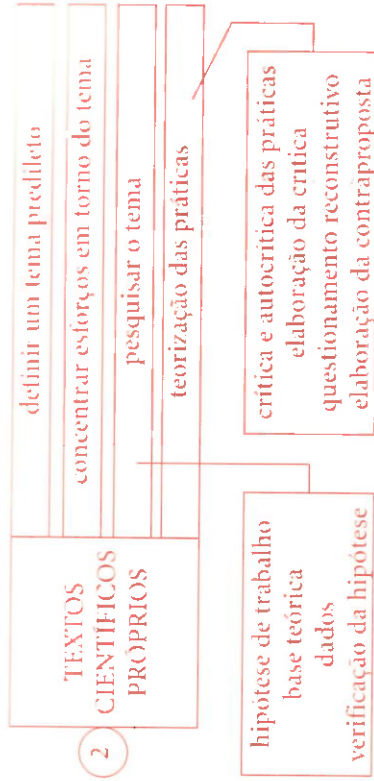 2
TEXTOS
CIENTÍFICOS
PRÓPRIOS
definir um tema predileto
concentrar esforços em torno do tema
pesquisar o tema
teorização das práticas
hipótese de trabalho
base teórica
dados
verificação da hipótese
crítica e autocrítica das práticas
elaboração da crítica
questionamento reconstrutivo
elaboração da contraproposta